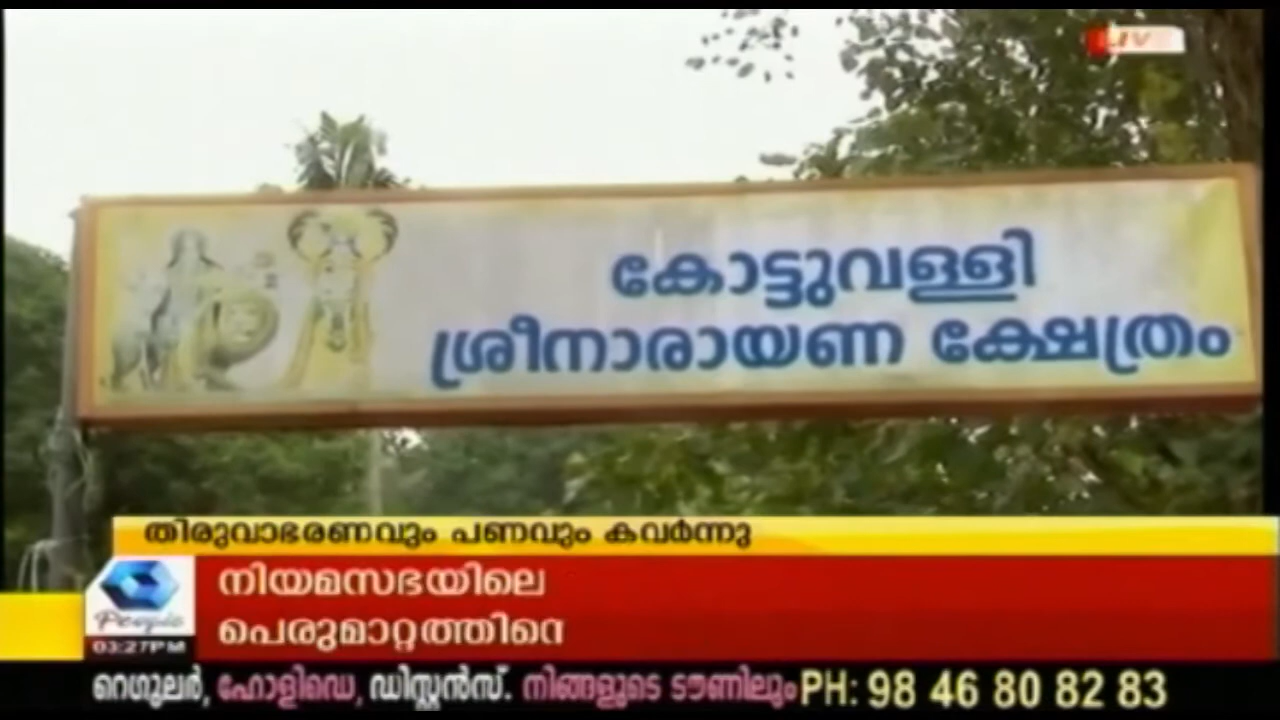 LIV
കോട്ടുവള്ളി
ശ്രീനാരായണ ക്ഷേത്രം
തിരുവാഭരണവും പണവും കവർന്നു
നിയമസഭയിലെ
പെരുമാറ്റത്തിനെ
People
03:27PM
റെഗുലർ, ഹോളിഡെ, ഡിസ്റ്റൻസ്. നിങ്ങളുടെ ടൗണിലും PH: 98 46 80 82 83